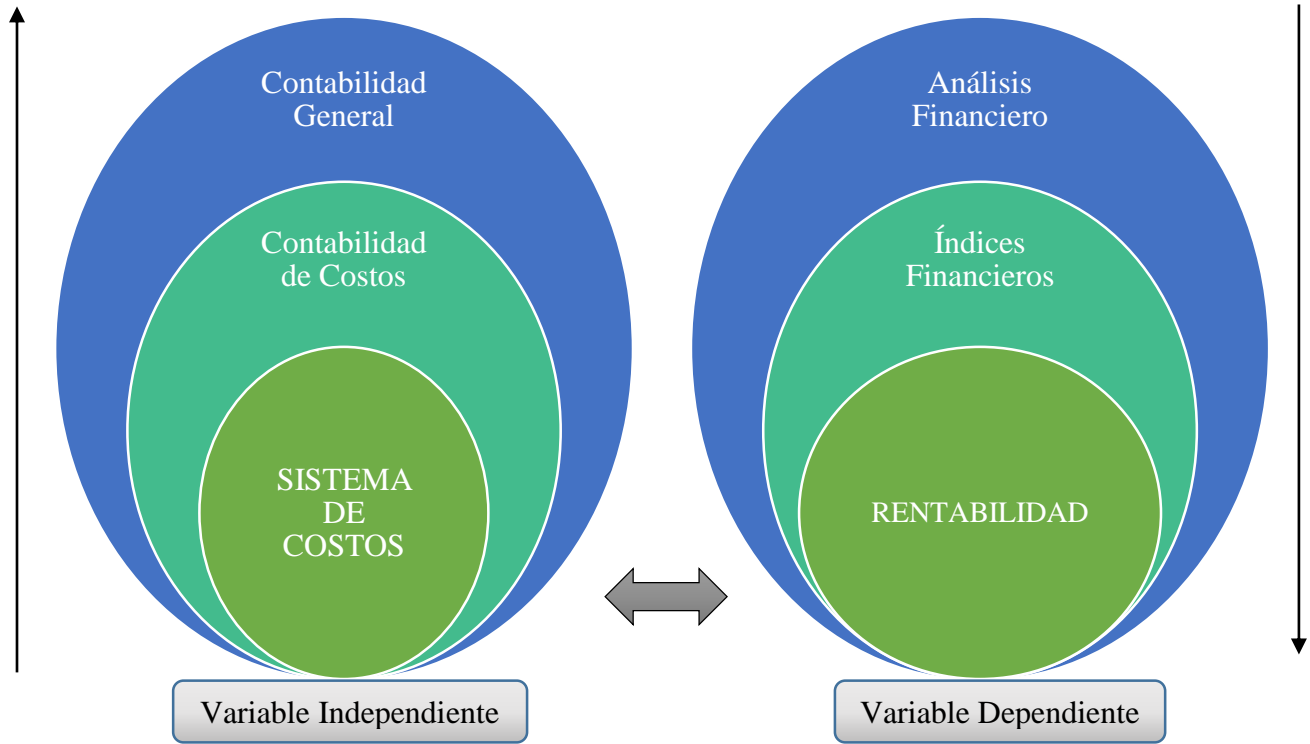 Contabilidad
General
Contabilidad
de Costos
SISTEMA
DE
COSTOS
Variable Independiente
Análisis
Financiero
Índices
Financieros
RENTABILIDAD
Variable Dependiente